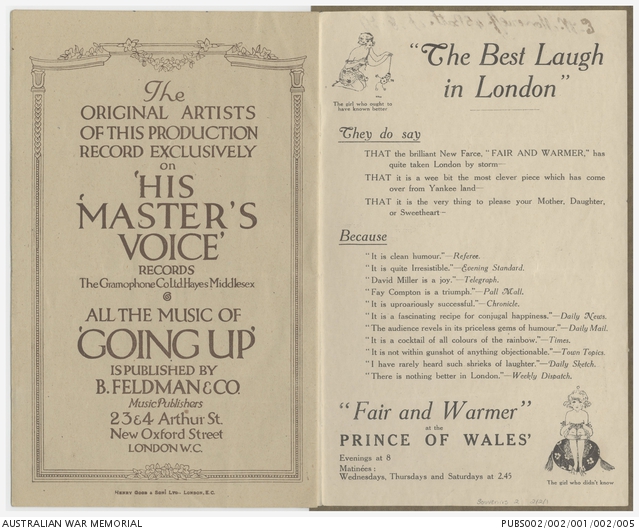 The
ORIGINAL ARTISTS
OF THIS PRODUCTION
RECORD EXCLUSIVELY
on
'HIS
MASTER'S
VOICE'
RECORDS
The Gramophone Co Ltd. Hayes Middlesex
ALL THE MUSIC OF
'GOING UP'
IS PUBLISHED BY
B. FELDMAN & CO.
Music Publishers
2 3 & 4 Arthur St.
New Oxford Street
LONDON W.C.
HENRY GOOD & SON, LTD- LONDON, E.C.
The girl who ought to
have known better
"The Best Laugh
in London"
They do say
THAT the brilliant New Farce, "FAIR AND WARMER," has
quite taken London by storm—
THAT it is a wee bit the most clever piece which has come
over from Yankee land—
THAT it is the very thing to please your Mother, Daughter,
or Sweetheart—
Because
"It is clean humour."—Referee.
"It is quite Irresistible."—Evening Standard.
"David Miller is a joy."—Telegraph.
"Fay Compton is a triumph."—Pall Mall.
"It is uproariously successful."—Chronicle.
"It is a fascinating recipe for conjugal happiness."—Daily News.
"The audience revels in its priceless gems of humour."—Daily Mail.
"It is a cocktail of all colours of the rainbow."—Times.
"It is not within gunshot of anything objectionable."—Town Topics.
"I have rarely heard such shrieks of laughter."—Daily Sketch.
"There is nothing better in London."—Weekly Dispatch.
"Fair and Warmer"
at the
PRINCE OF WALES'
Evenings at 8
Matinées :
Wednesdays, Thursdays and Saturdays at 2.45
The girl who didn't know
AUSTRALIAN WAR MEMORIAL
PUBS002/002/001/002/005